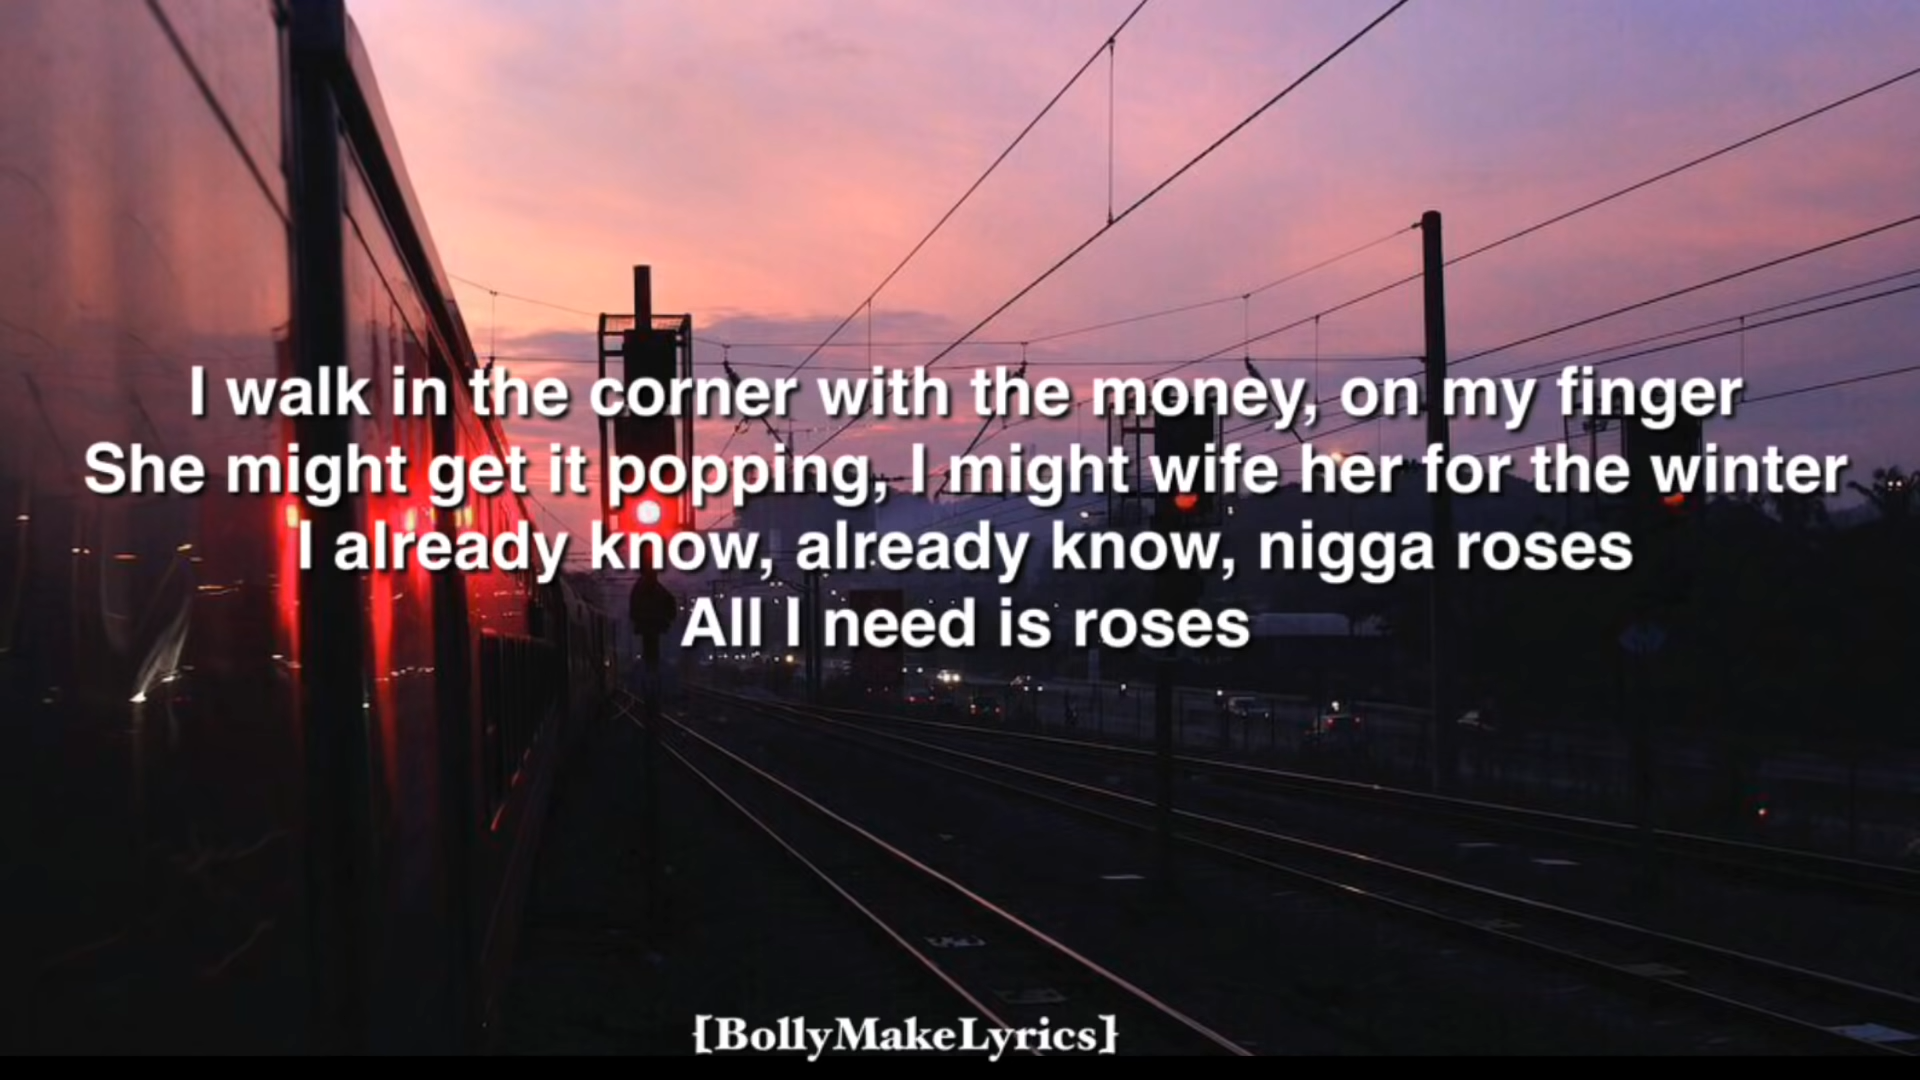 I walk in the corner with the money, on my finger
She might get it popping, I might wife her for the winter
I already know, already know, nigga roses
All I need is roses
{BollyMakeLyrics}